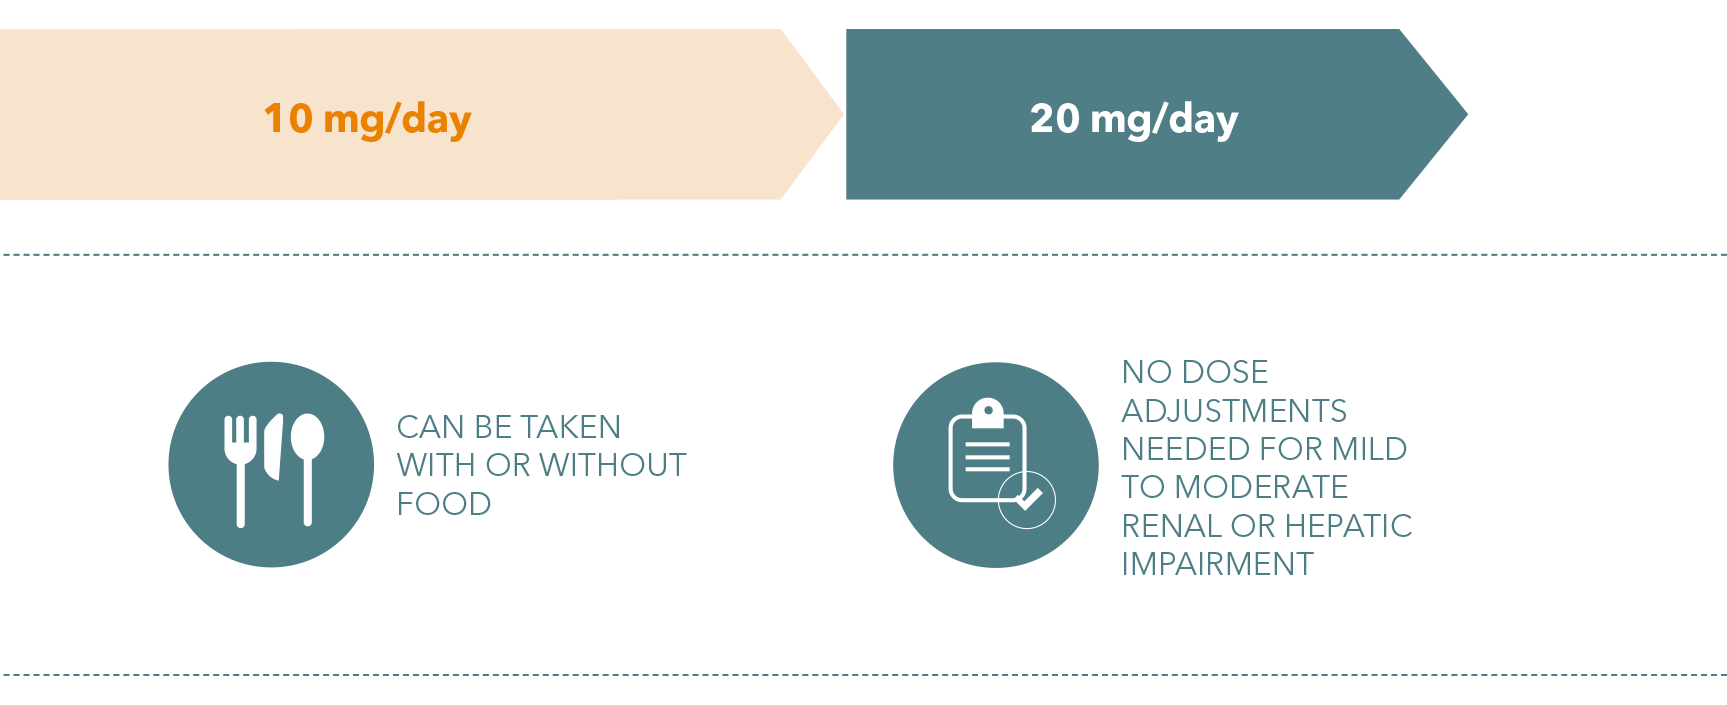 10 mg/day
20 mg/day
CAN BE TAKEN
WITH OR WITHOUT
FOOD
NO DOSE
ADJUSTMENTS
NEEDED FOR MILD
TO MODERATE
RENAL OR HEPATIC
IMPAIRMENT